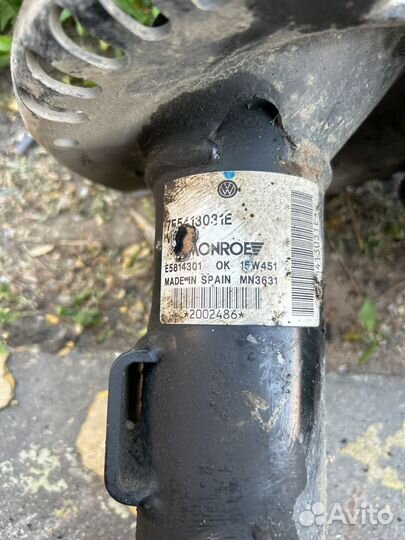 7E5413031E
MONROE
E5814301 OK 15W451
MADE IN SPAIN MN3631
*2002486*
Avito